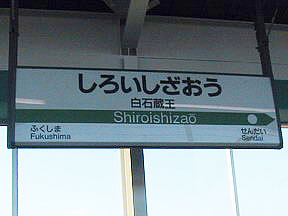 しろいしざおう
白石蔵王
Shiroishizaō
ふくしま
Fukushima
せんだい
Sendai